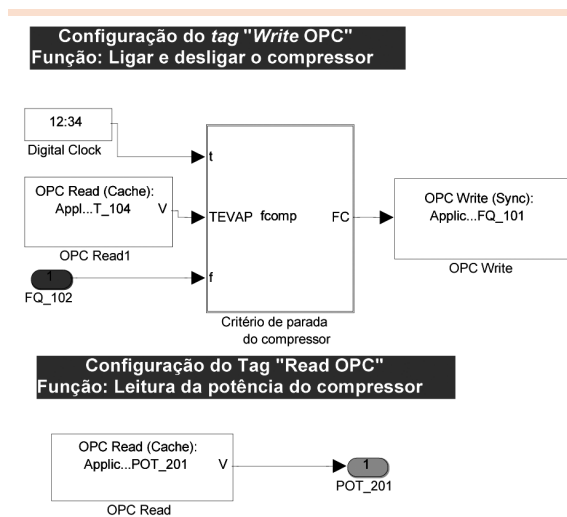 Configuração do tag "Write OPC"
Função: Ligar e desligar o compressor
12:34
Digital Clock
t
OPC Read (Cache):
Appl...T_104 V
OPC Read1
TEVAP fcomp FC
OPC Write (Sync):
Applic...FQ_101
OPC Write
1
FQ_102
f
Critério de parada
do compressor
Configuração do Tag "Read OPC"
Função: Leitura da potência do compressor
OPC Read (Cache):
Applic...POT_201 V
OPC Read
1
POT_201